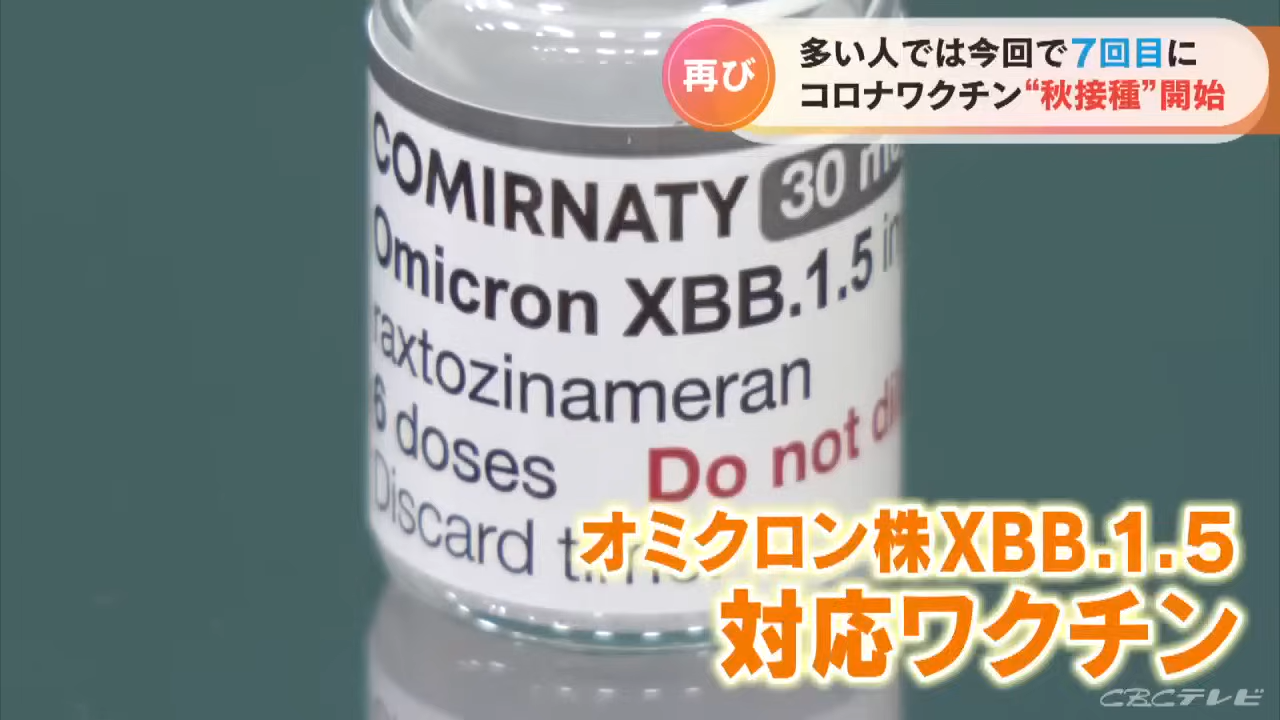 再び
多い人では今回で7回目に
コロナワクチン“秋接種”開始
COMIRNATY 30
Omicron XBB.1.5
raxtozinameran
6 doses Do not
Discard
オミクロン株XBB.1.5
対応ワクチン
CBCテレビ